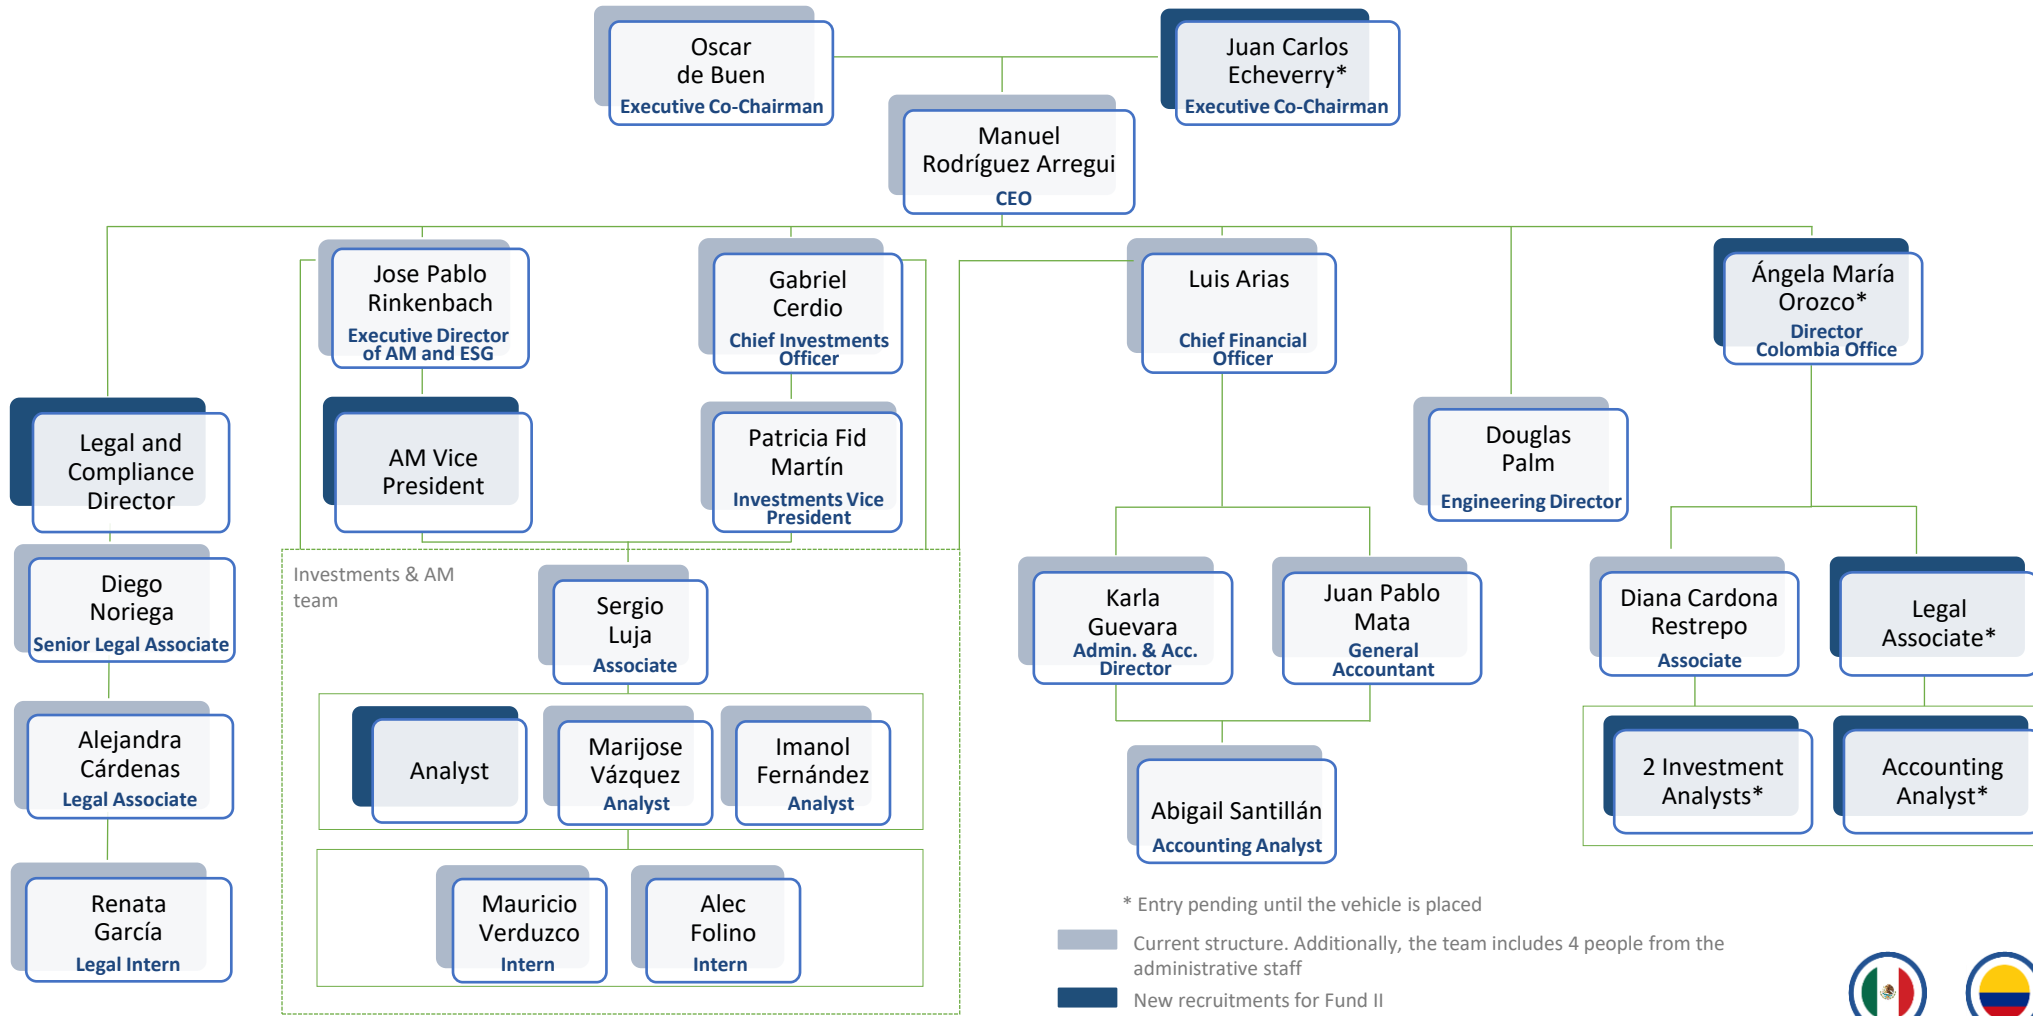 Oscar
de Buen
Executive Co-Chairman
Juan Carlos
Echeverry*
Executive Co-Chairman
Manuel
Rodríguez Arregui
CEO
Jose Pablo
Rinkenbach
Executive Director
of AM and ESG
Gabriel
Cerdio
Chief Investments
Officer
Luis Arias
Chief Financial
Officer
Ángela María
Orozco*
Director
Colombia Office
Legal and
Compliance
Director
AM Vice
President
Patricia Fid
Martín
Investments Vice
President
Douglas
Palm
Engineering Director
Diego
Noriega
Senior Legal Associate
Investments & AM
team
Sergio
Luja
Associate
Karla
Guevara
Admin. & Acc.
Director
Juan Pablo
Mata
General
Accountant
Diana Cardona
Restrepo
Associate
Legal
Associate*
Alejandra
Cárdenas
Legal Associate
Analyst
Marijose
Vázquez
Analyst
Imanol
Fernández
Analyst
Abigail Santillán
Accounting Analyst
2 Investment
Analysts*
Accounting
Analyst*
Renata
García
Legal Intern
Mauricio
Verduzco
Intern
Alec
Folino
Intern
* Entry pending until the vehicle is placed
Current structure. Additionally, the team includes 4 people from the
administrative staff
New recruitments for Fund II